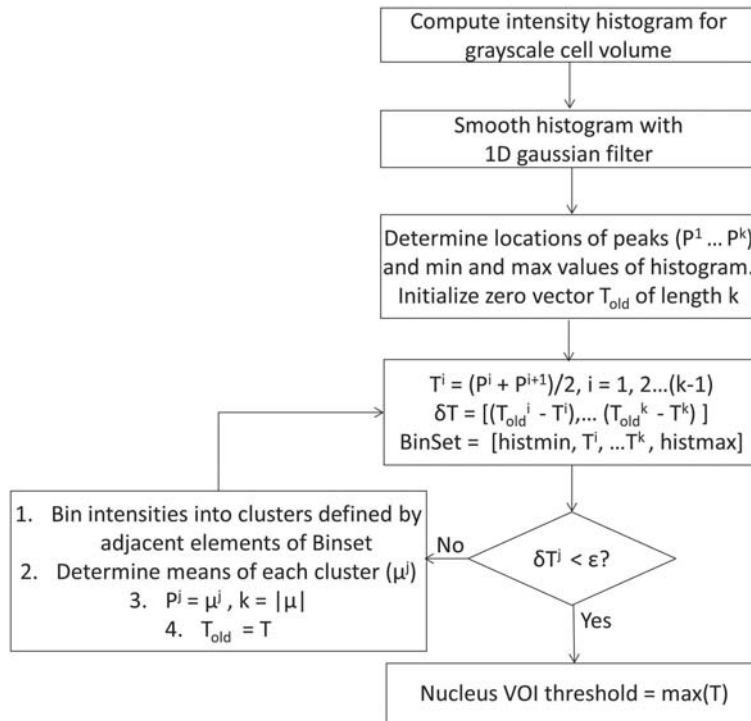 Compute intensity histogram for
grayscale cell volume
Smooth histogram with
1D gaussian filter
Determine locations of peaks (P¹ ... Pᵏ)
and min and max values of histogram.
Initialize zero vector T_old of length k
Tⁱ = (Pⁱ + Pⁱ⁺¹)/2, i = 1, 2...(k-1)
δT = [(T_oldⁱ - Tⁱ),... (T_oldᵏ - Tᵏ) ]
BinSet = [histmin, Tⁱ, ...Tᵏ, histmax]
δTʲ < ε?
No
1. Bin intensities into clusters defined by
adjacent elements of Binset
2. Determine means of each cluster (μʲ)
3. Pʲ = μʲ , k = |μ|
4. T_old = T
Yes
Nucleus VOI threshold = max(T)